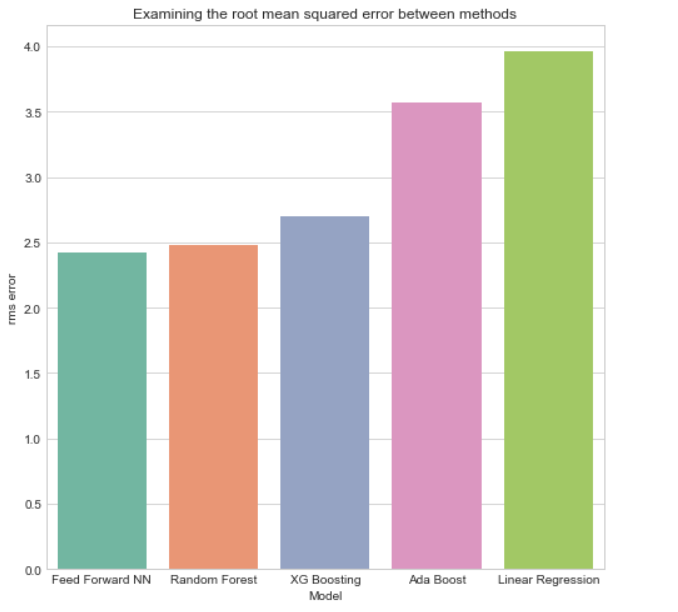 Examining the root mean squared error between methods
4.0
3.5
3.0
2.5
2.0
1.5
1.0
0.5
0.0
rms error
Feed Forward NN Random Forest XG Boosting Ada Boost Linear Regression
Model